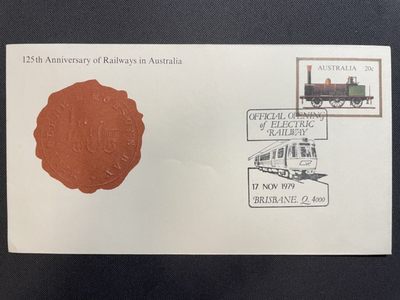 125th Anniversary of Railways in Australia
AUSTRALIA 20c
OFFICIAL OPENING
of ELECTRIC
RAILWAY
17 NOV 1979
BRISBANE. Q. 4000